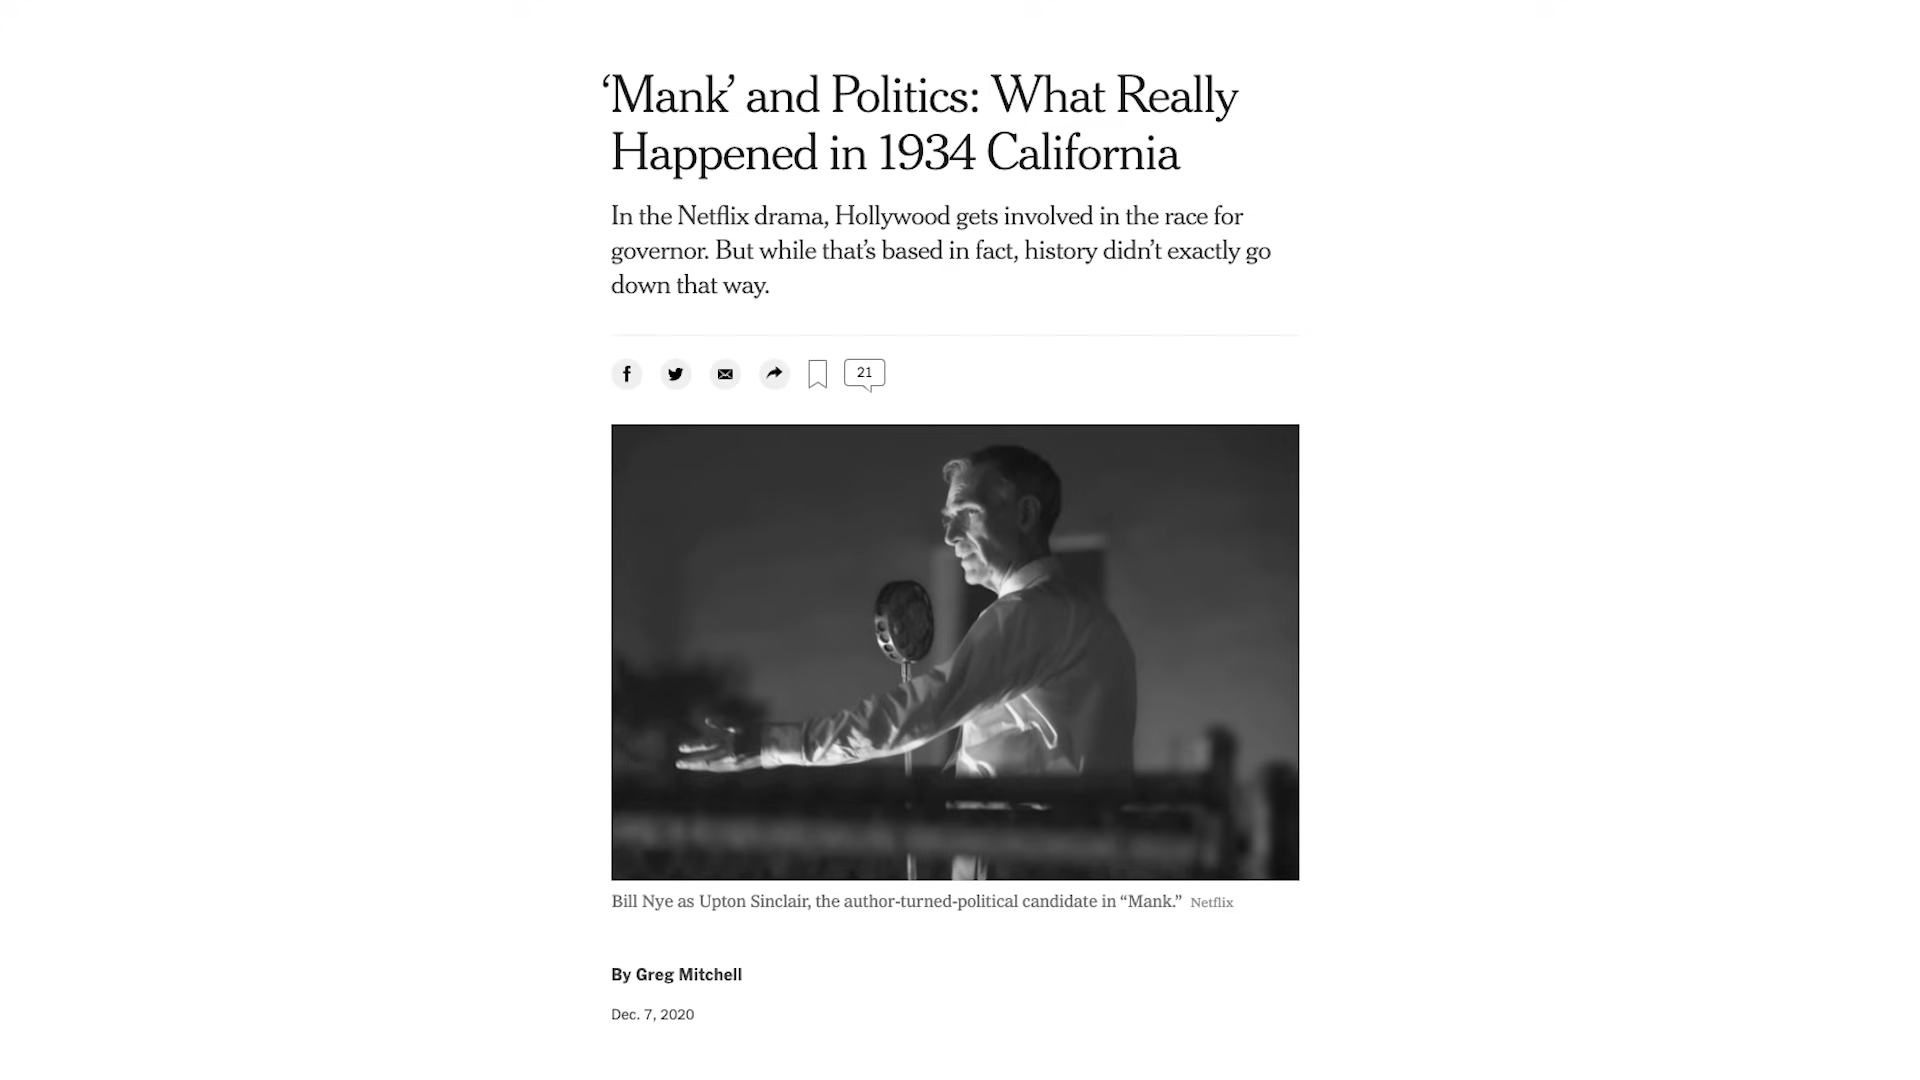 ‘Mank’ and Politics: What Really
Happened in 1934 California
In the Netflix drama, Hollywood gets involved in the race for
governor. But while that’s based in fact, history didn’t exactly go
down that way.
21
Bill Nye as Upton Sinclair, the author-turned-political candidate in “Mank.” Netflix
By Greg Mitchell
Dec. 7, 2020